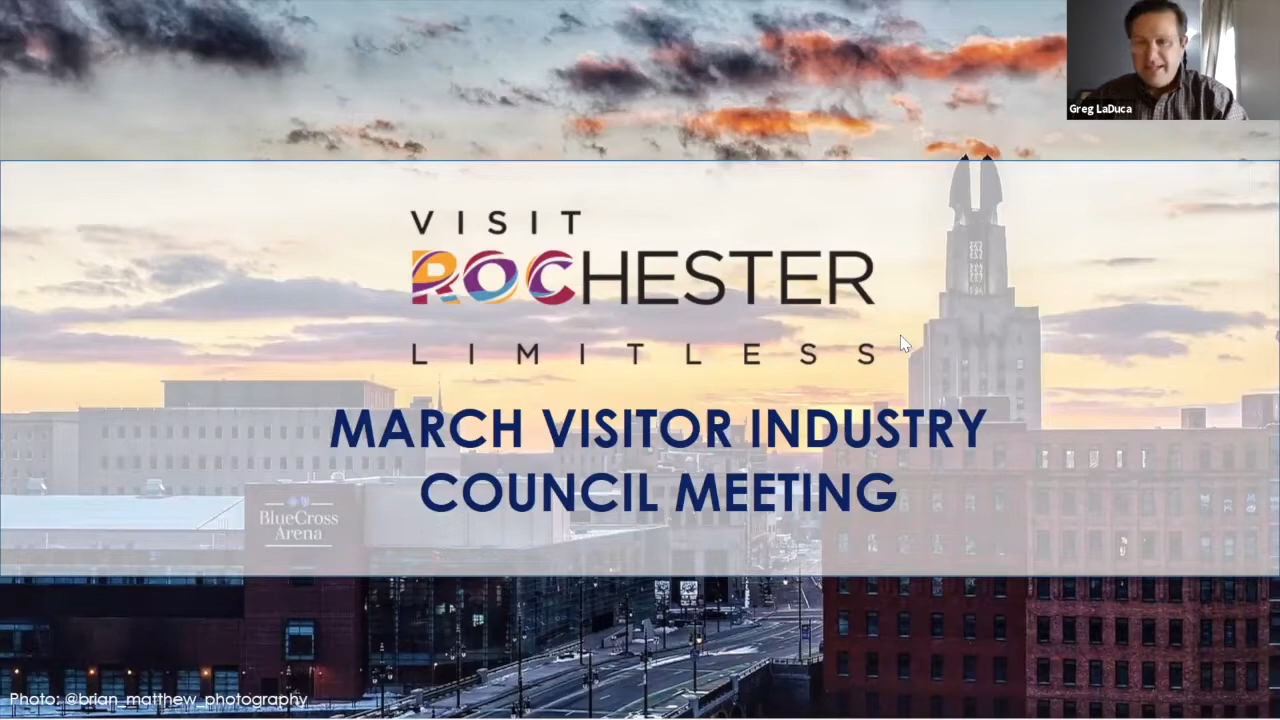 Greg LaDuca
VISIT
ROCHESTER
LIMITLESS
MARCH VISITOR INDUSTRY
COUNCIL MEETING
BlueCross
Arena
Photo: @brian_matthew_photography